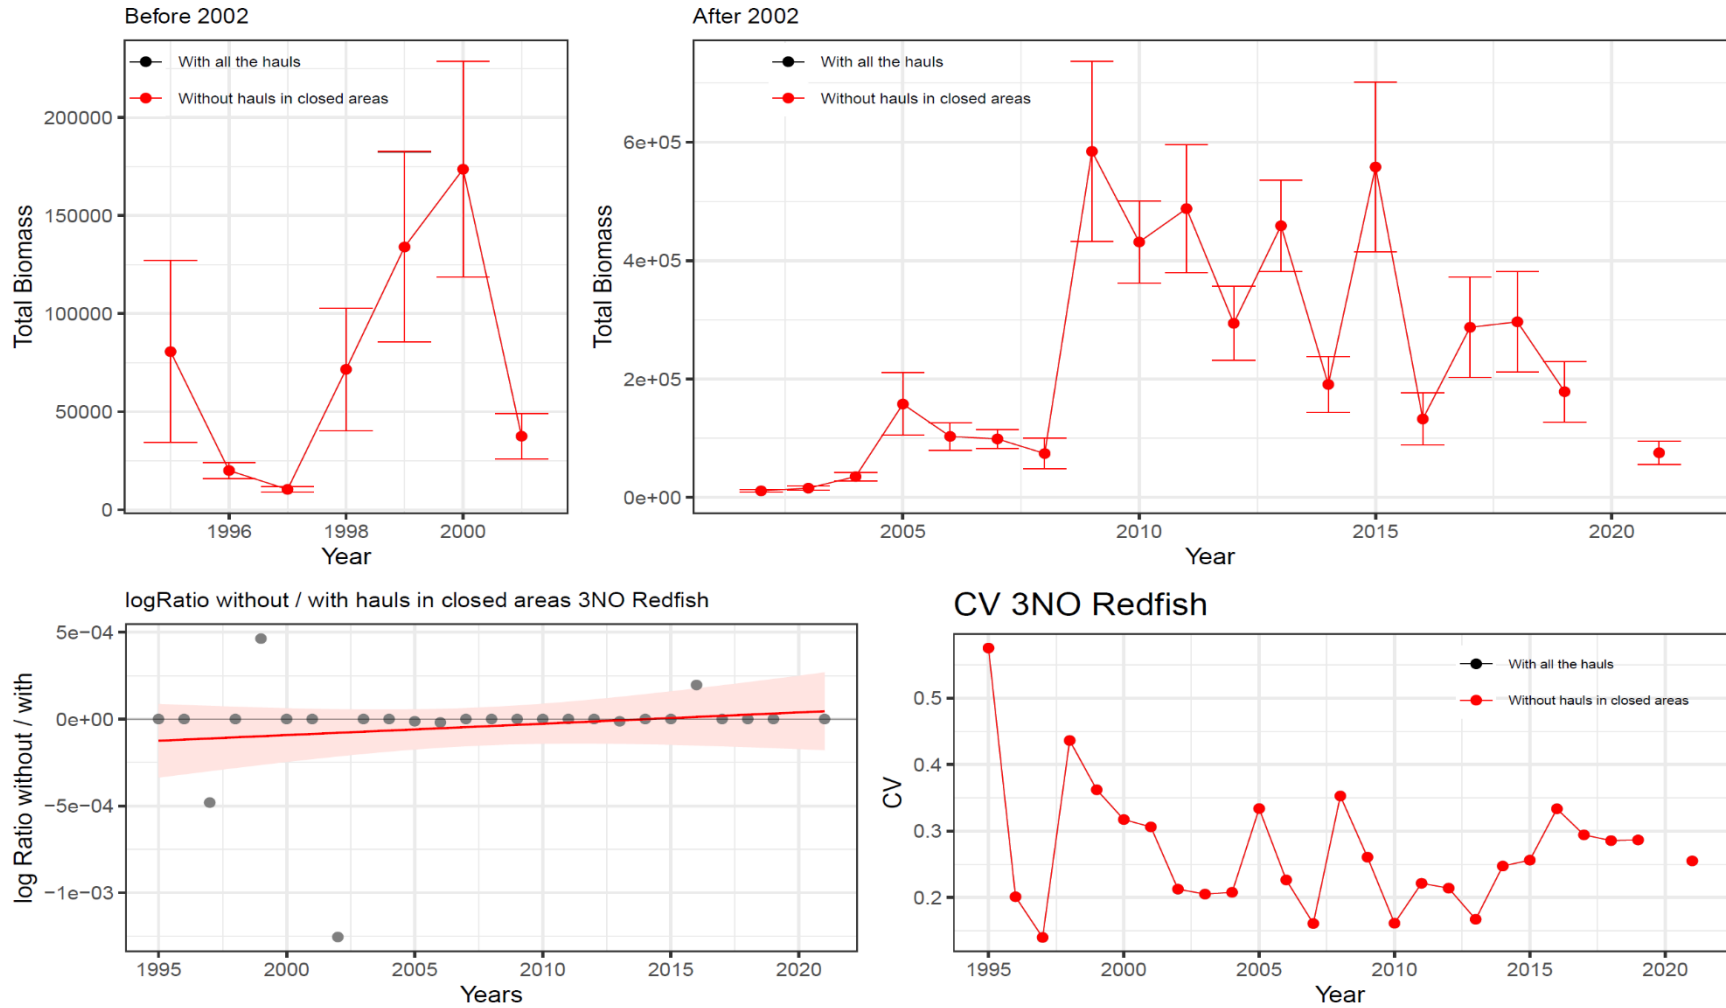 Before 2002
With all the hauls
Without hauls in closed areas
Total Biomass
200000
150000
100000
50000
0
1996
1998
2000
Year
After 2002
With all the hauls
Without hauls in closed areas
Total Biomass
6e+05
4e+05
2e+05
0e+00
2005
2010
2015
2020
Year
logRatio without / with hauls in closed areas 3NO Redfish
log Ratio without / with
5e−04
0e+00
−5e−04
−1e−03
1995
2000
2005
2010
2015
2020
Years
CV 3NO Redfish
With all the hauls
Without hauls in closed areas
CV
0.5
0.4
0.3
0.2
1995
2000
2005
2010
2015
2020
Year